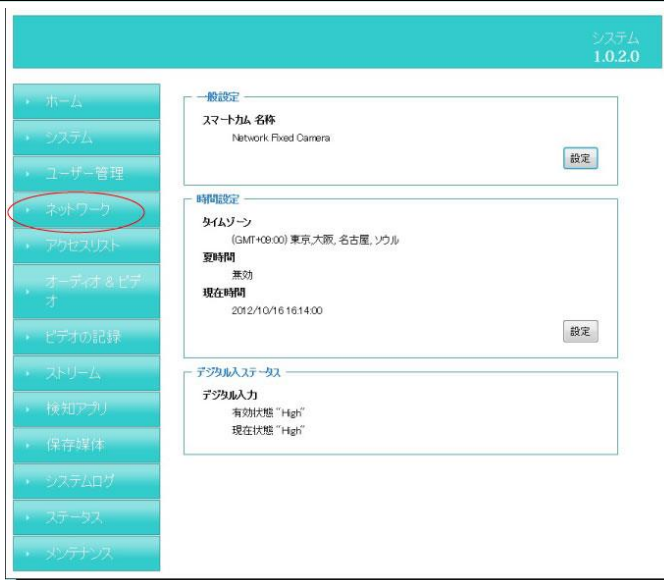 システム
1.0.2.0
ホーム
システム
ユーザー管理
ネットワーク
アクセスリスト
オーディオ & ビデ
オ
ビデオの記録
ストリーム
検知アプリ
保存媒体
システムログ
ステータス
メンテナンス
一般設定
スマートカム 名称
Network Fixed Camera
設定
時間設定
タイムゾーン
(GMT+09:00) 東京,大阪, 名古屋, ソウル
夏時間
無効
現在時間
2012/10/16 16:14:00
設定
デジタル入ステータス
デジタル入力
有効状態 "High"
現在状態 "High"